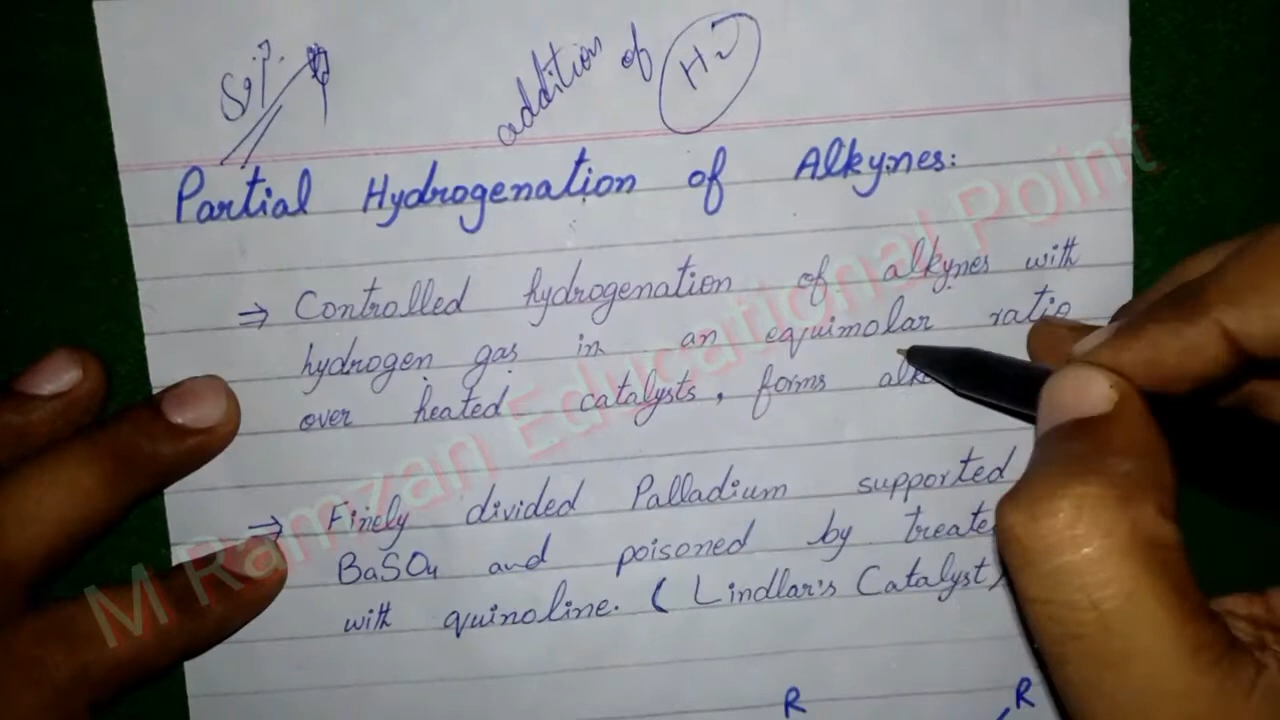 addition of H2
Partial Hydrogenation of Alkynes:
⇒ Controlled hydrogenation of alkynes with
hydrogen gas in an equimolar ratio
over heated catalysts, forms
⇒ Finely divided Palladium supported
BaSO4 and poisoned by
with quinoline. (Lindlar's Catalyst)
R R
M Ramzan Educational Point